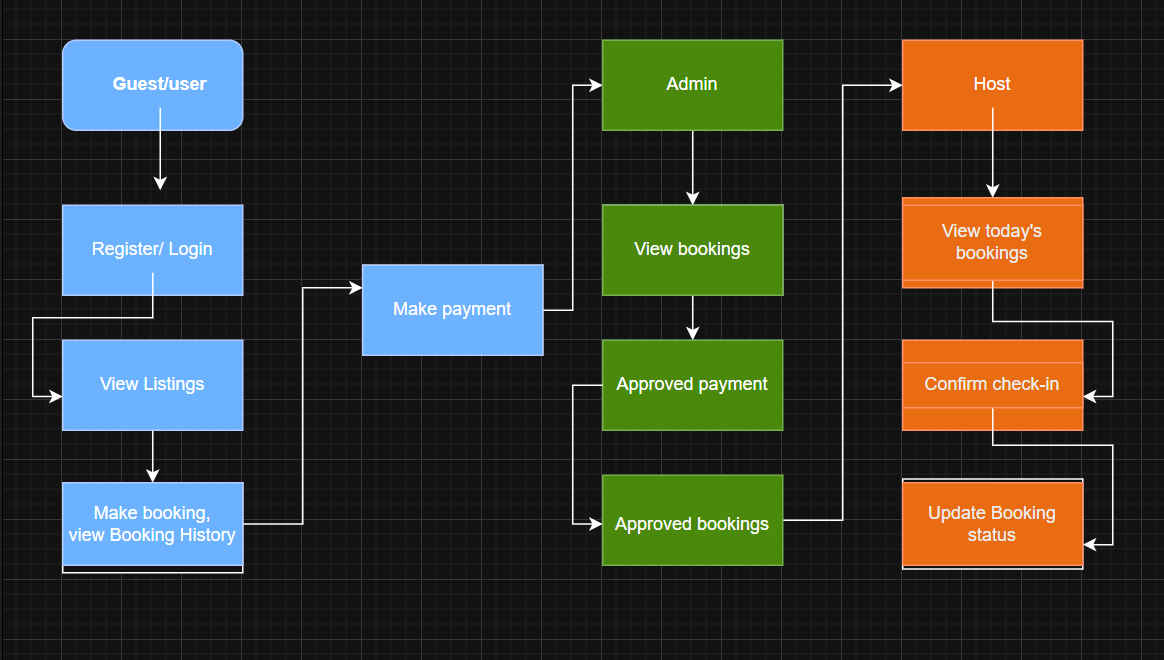 Guest/user
Register/ Login
View Listings
Make booking,
view Booking History
Make payment
Admin
View bookings
Approved payment
Approved bookings
Host
View today's
bookings
Confirm check-in
Update Booking
status